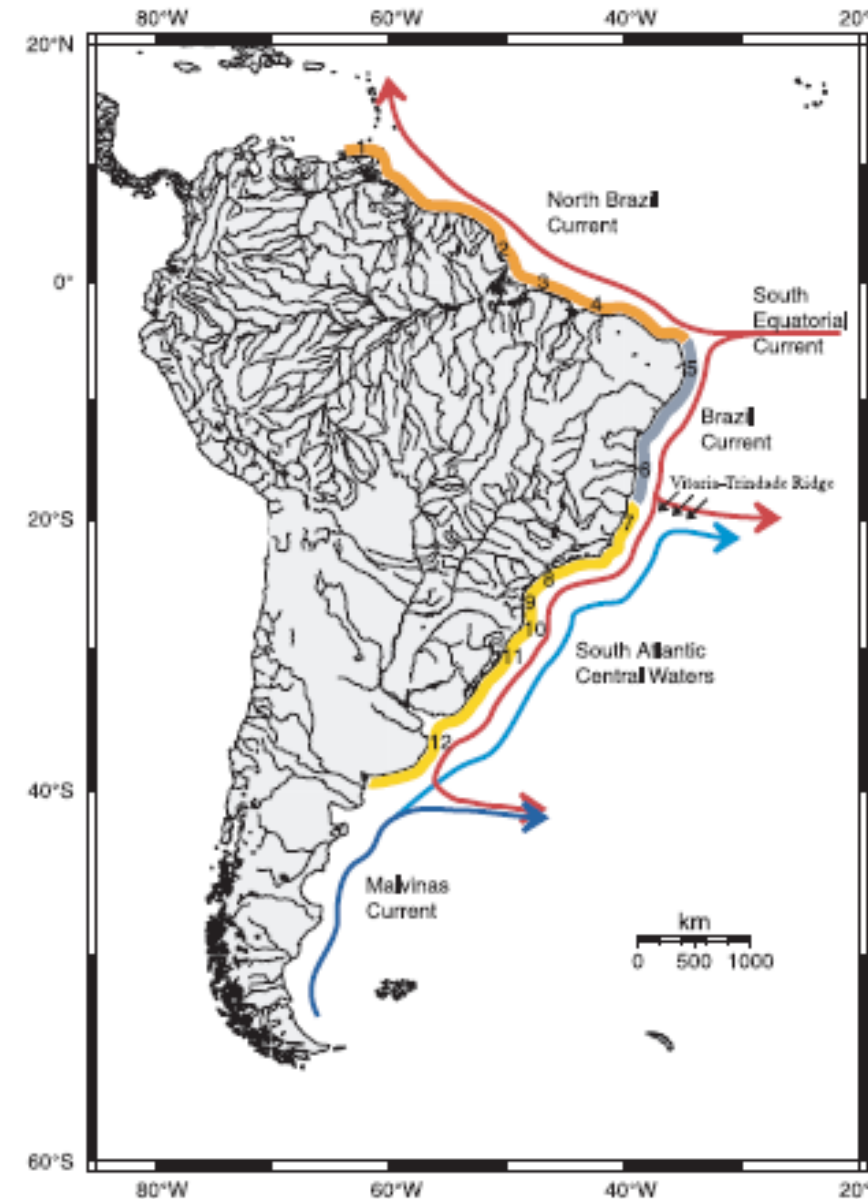 80°W 60°W 40°W 20°
20°N
1
North Brazil
Current
2
0°
3
4
South
Equatorial
Current
5
Brazil
Current
6
Vitoria-Trindade Ridge
20°S
7
8
9
10
South Atlantic
Central Waters
11
12
40°S
Malvinas
Current
km
0 500 1000
60°S
80°W 60°W 40°W 20°